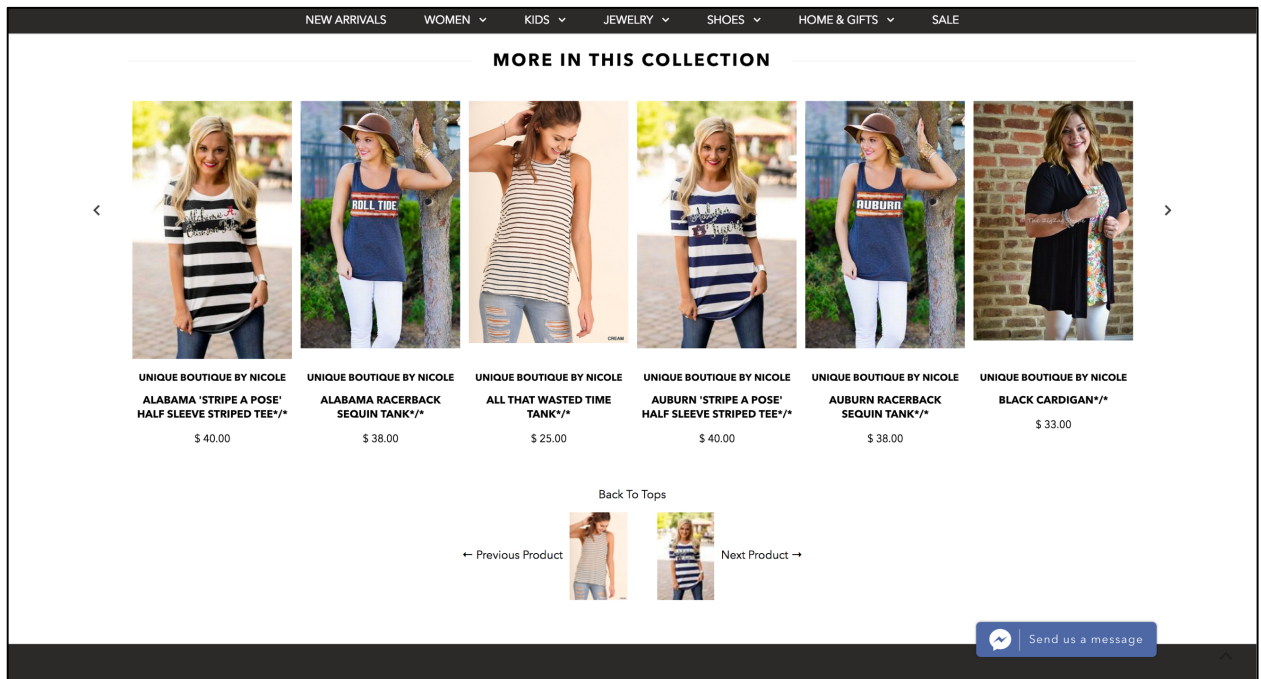 NEW ARRIVALS WOMEN KIDS JEWELRY SHOES HOME & GIFTS SALE
MORE IN THIS COLLECTION
ROLL TIDE
AUBURN
CREAM
UNIQUE BOUTIQUE BY NICOLE
ALABAMA 'STRIPE A POSE'
HALF SLEEVE STRIPED TEE*/*
$ 40.00
UNIQUE BOUTIQUE BY NICOLE
ALABAMA RACERBACK
SEQUIN TANK*/*
$ 38.00
UNIQUE BOUTIQUE BY NICOLE
ALL THAT WASTED TIME
TANK*/*
$ 25.00
UNIQUE BOUTIQUE BY NICOLE
AUBURN 'STRIPE A POSE'
HALF SLEEVE STRIPED TEE*/*
$ 40.00
UNIQUE BOUTIQUE BY NICOLE
AUBURN RACERBACK
SEQUIN TANK*/*
$ 38.00
UNIQUE BOUTIQUE BY NICOLE
BLACK CARDIGAN*/*
$ 33.00
Back To Tops
← Previous Product
Next Product →
Send us a message